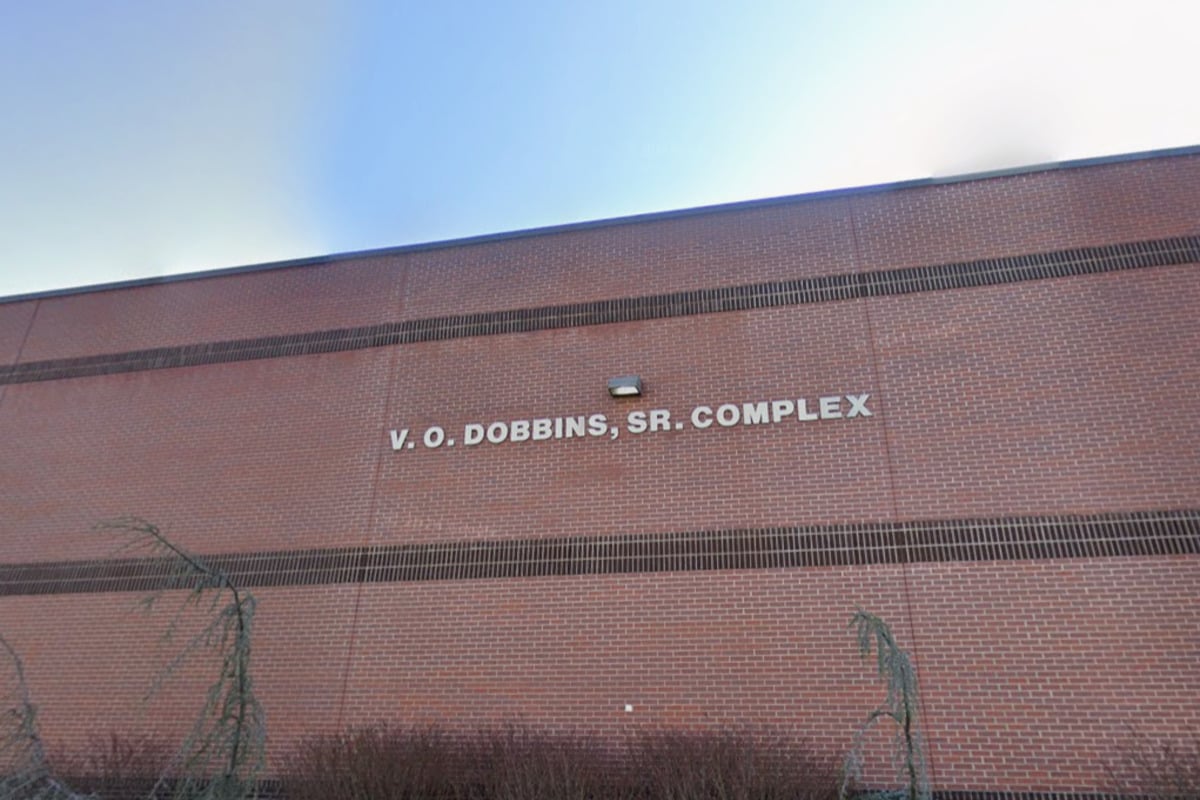 V. O. DOBBINS, SR. COMPLEX